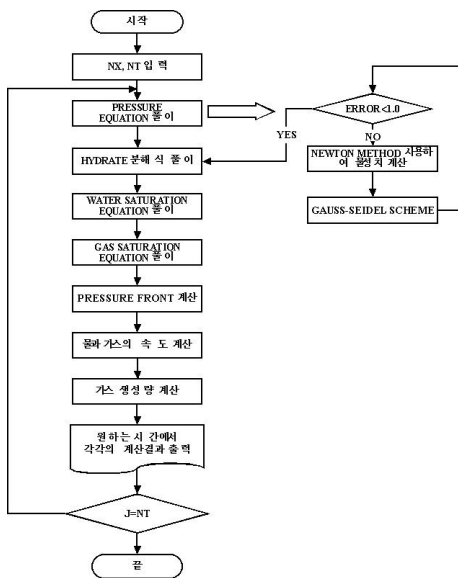 시작
NX, NT 입력
PRESSURE
EQUATION 풀이
HYDRATE 분해 식 풀이
WATER SATURATION
EQUATION 풀이
GAS SATURATION
EQUATION 풀이
PRESSURE FRONT 계산
물과 가스의 속도 계산
가스 생성량 계산
원하는 시간에서
각각의 계산결과 출력
J=NT
끝
ERROR<1.0
YES
NO
NEWTON METHOD 사용하
여 물성치 계산
GAUSS-SEIDEL SCHEME